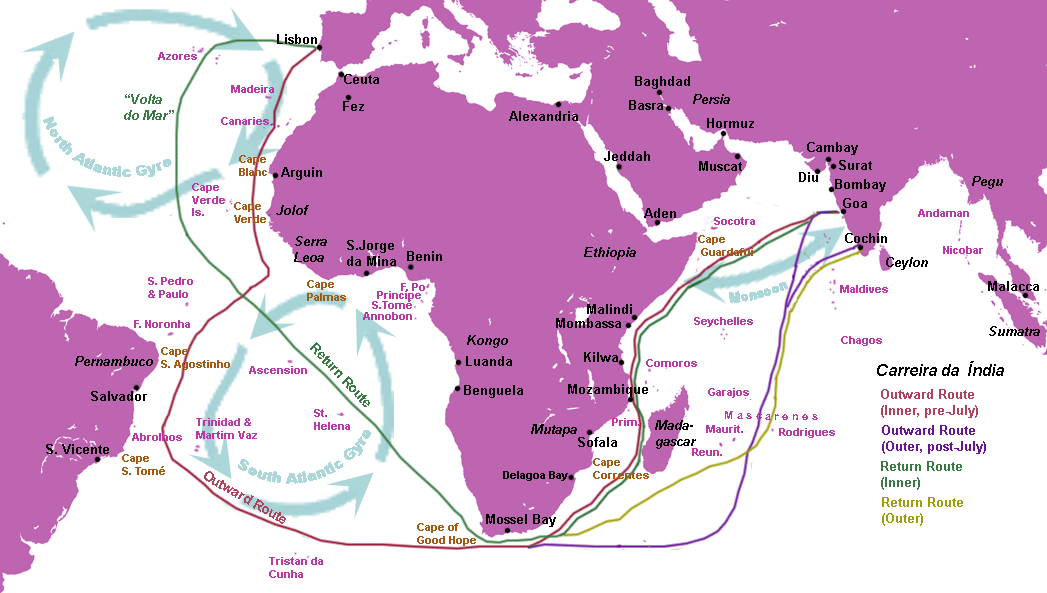 Lisbon
Azores
Ceuta
Fez
Madeira
"Volta
do Mar"
Canaries
North Atlantic Gyre
Cape
Blanc
Arguin
Cape
Verde
Is.
Cape
Verde
Jolof
Serra
Leoa
S.Jorge
da Mina
Benin
Cape
Palmas
F. Po
Principe
S.Tomé
Annobon
Alexandria
Baghdad
Basra
Persia
Hormuz
Muscat
Jeddah
Aden
Socotra
Cape
Guardafui
Ethiopia
Cambay
Surat
Diu
Bombay
Goa
Cochin
Ceylon
Pegu
Andaman
Nicobar
Malacca
Sumatra
Maldives
Monsoon
Chagos
Seychelles
Malindi
Mombassa
Kilwa
Comoros
Mozambique
Kongo
Luanda
Benguela
S. Pedro
& Paulo
F. Noronha
Pernambuco
Cape
S. Agostinho
Salvador
Ascension
Return Route
Abrolhos
Trinidad &
Martim Vaz
St.
Helena
S. Vicente
Cape
S. Tomé
South Atlantic Gyre
Outward Route
Tristan da
Cunha
Cape of
Good Hope
Mossel Bay
Delagoa Bay
Mutapa
Sofala
Prim.
Cape
Correntes
Mada-
gascar
Garajos
Mascarenes
Maurit.
Rodrigues
Reun.
Carreira da Índia
Outward Route
(Inner, pre-July)
Outward Route
(Outer, post-July)
Return Route
(Inner)
Return Route
(Outer)